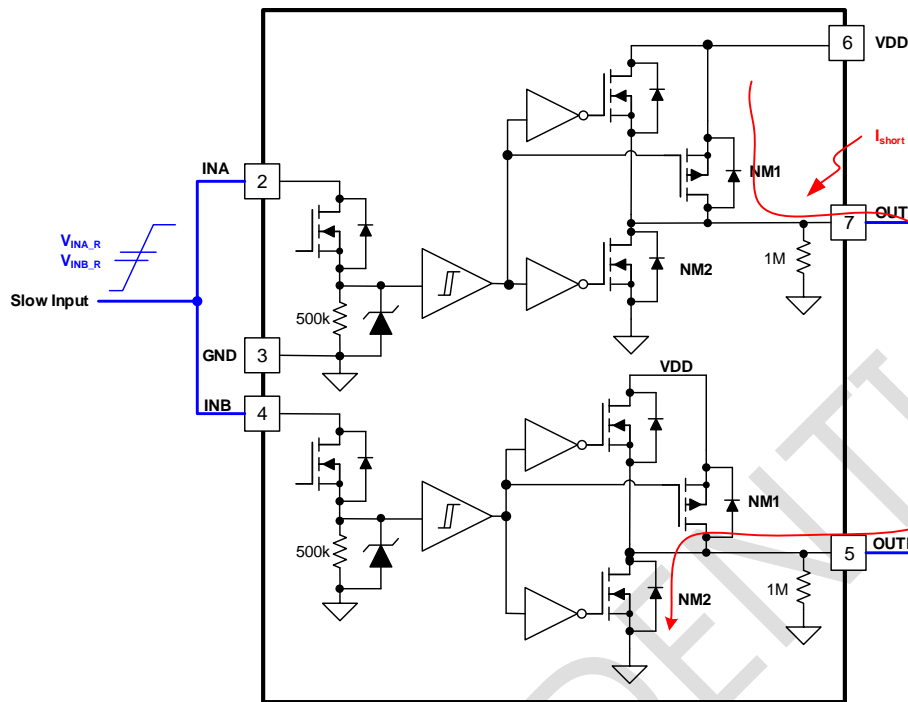 6
VDD
INA
2
V_INA_R
V_INB_R
Slow Input
NM1
I_short
OUT
7
1M
NM2
500k
GND
3
INB
4
VDD
NM1
OUT
5
1M
NM2
500k